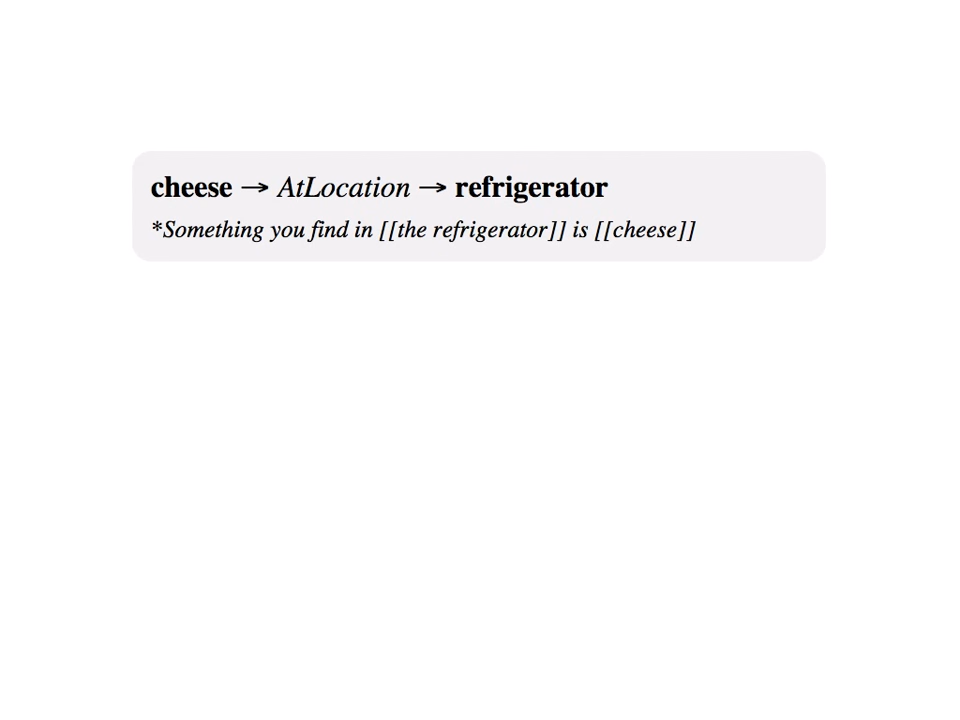 cheese → AtLocation → refrigerator
*Something you find in [[the refrigerator]] is [[cheese]]